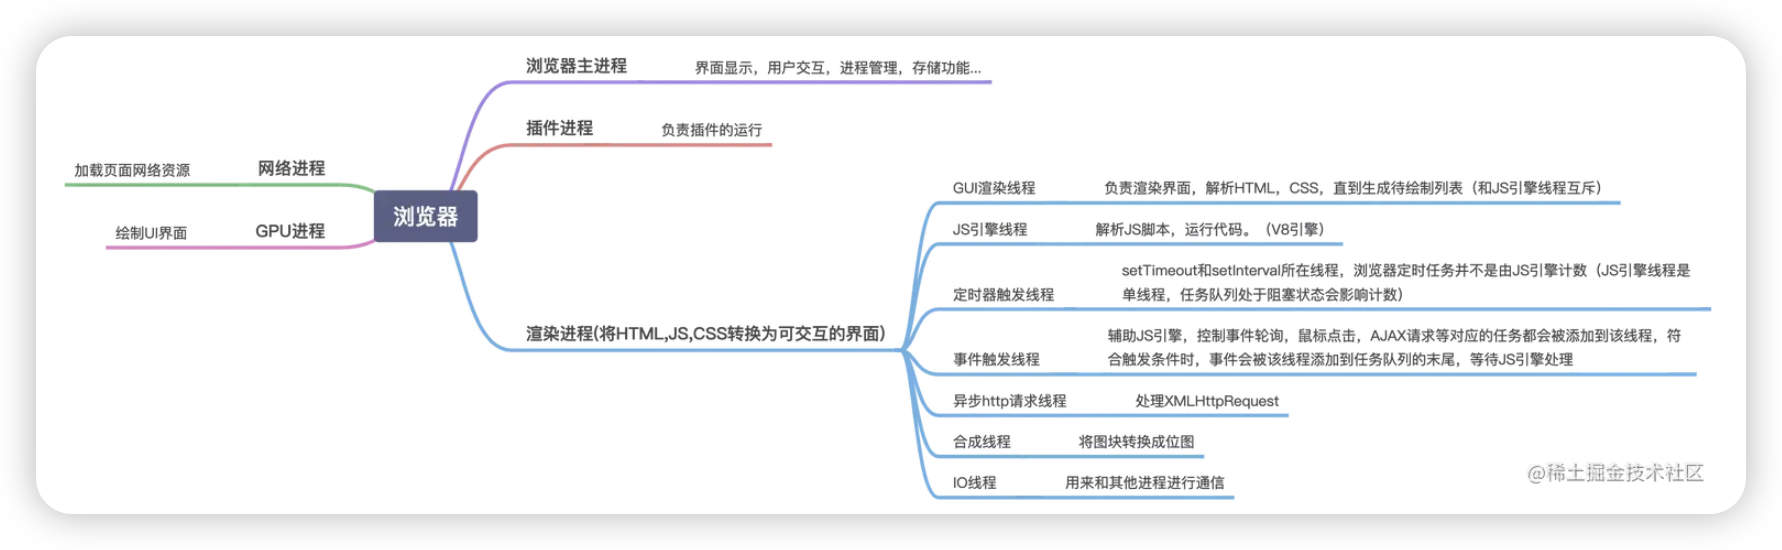 浏览器主进程
界面显示，用户交互，进程管理，存储功能...
插件进程
负责插件的运行
加载页面网络资源
网络进程
浏览器
绘制UI界面
GPU进程
渲染进程(将HTML,JS,CSS转换为可交互的界面)
GUI渲染线程
负责渲染界面，解析HTML，CSS，直到生成待绘制列表（和JS引擎线程互斥）
JS引擎线程
解析JS脚本，运行代码。（V8引擎）
定时器触发线程
setTimeout和setInterval所在线程，浏览器定时任务并不是由JS引擎计数（JS引擎线程是
单线程，任务队列处于阻塞状态会影响计数）
事件触发线程
辅助JS引擎，控制事件轮询，鼠标点击，AJAX请求等对应的任务都会被添加到该线程，符
合触发条件时，事件会被该线程添加到任务队列的末尾，等待JS引擎处理
异步http请求线程
处理XMLHttpRequest
合成线程
将图块转换成位图
IO线程
用来和其他进程进行通信
@稀土掘金技术社区